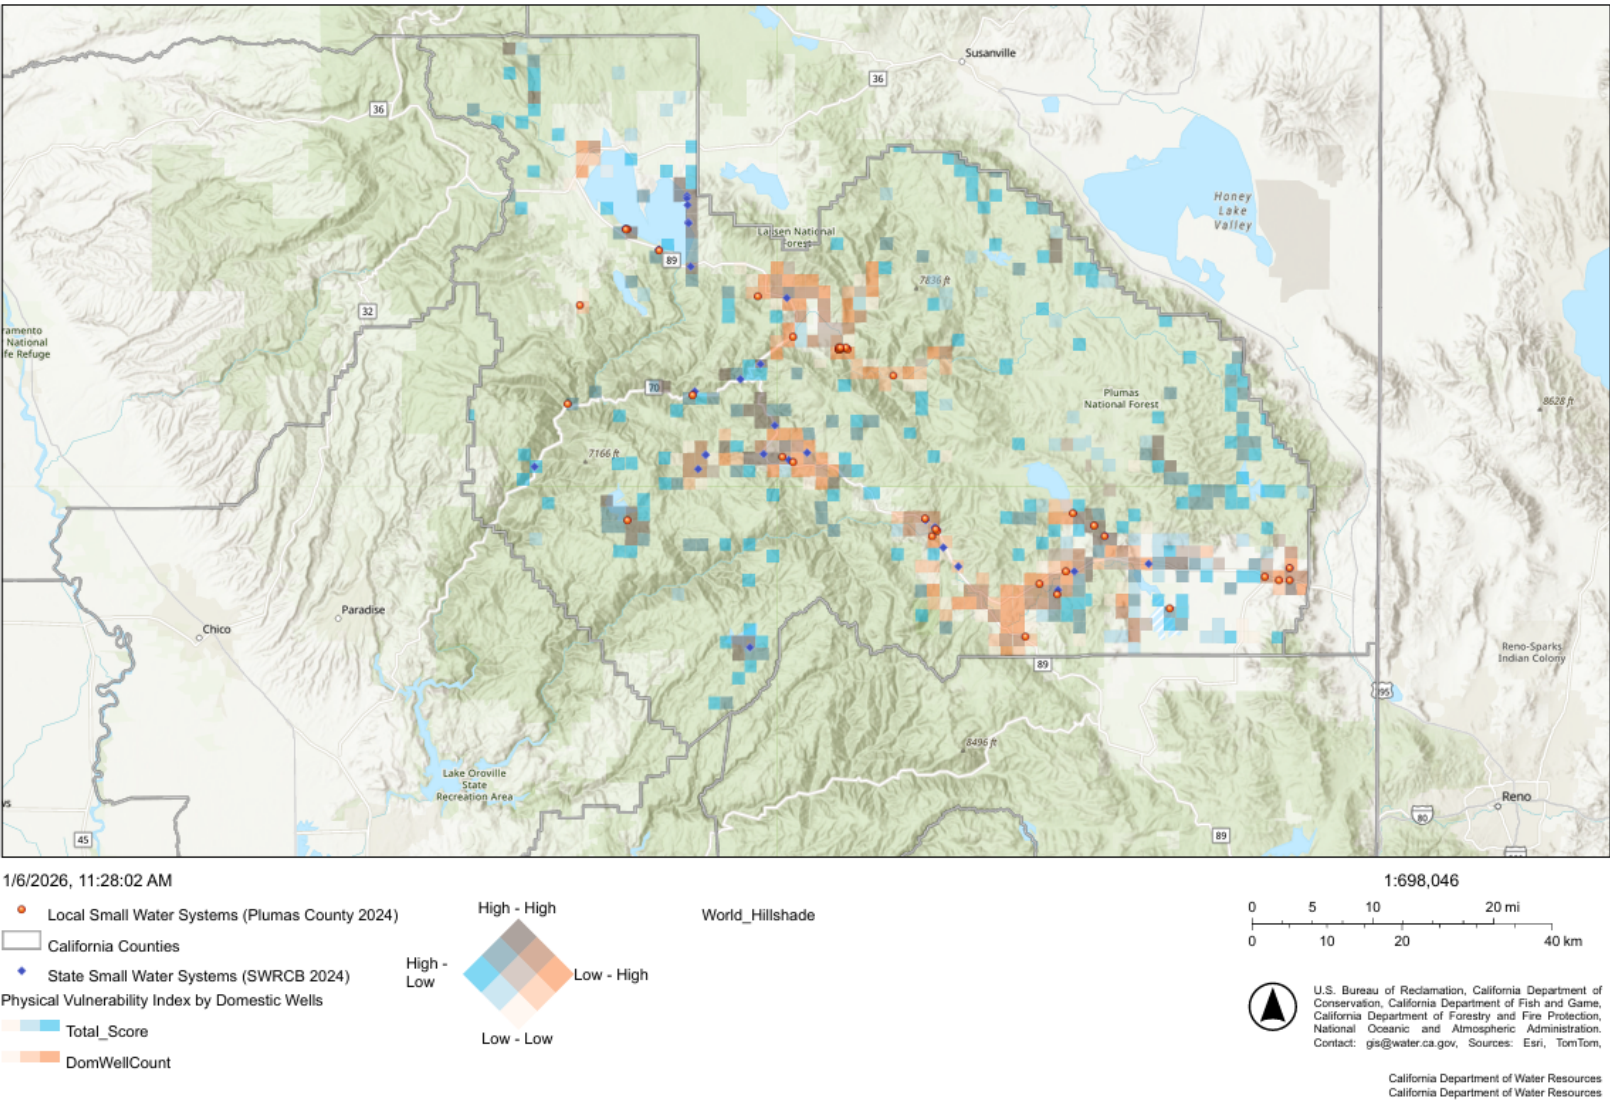 Susanville
36
36
Honey
Lake
Valley
Lassen National
Forest
89
7836 ft
32
ramento
National
fe Refuge
70
Plumas
National Forest
8628 ft
7166 ft
Paradise
Chico
89
Reno-Sparks
Indian Colony
395
8496 ft
Lake Oroville
State
Recreation Area
Reno
80
45
89
1/6/2026, 11:28:02 AM
1:698,046
Local Small Water Systems (Plumas County 2024)
California Counties
State Small Water Systems (SWRCB 2024)
Physical Vulnerability Index by Domestic Wells
Total_Score
DomWellCount
High - High
High -
Low
Low - High
Low - Low
World_Hillshade
0 5 10 20 mi
0 10 20 40 km
U.S. Bureau of Reclamation, California Department of
Conservation, California Department of Fish and Game,
California Department of Forestry and Fire Protection,
National Oceanic and Atmospheric Administration.
Contact: gis@water.ca.gov, Sources: Esri, TomTom,
California Department of Water Resources
California Department of Water Resources